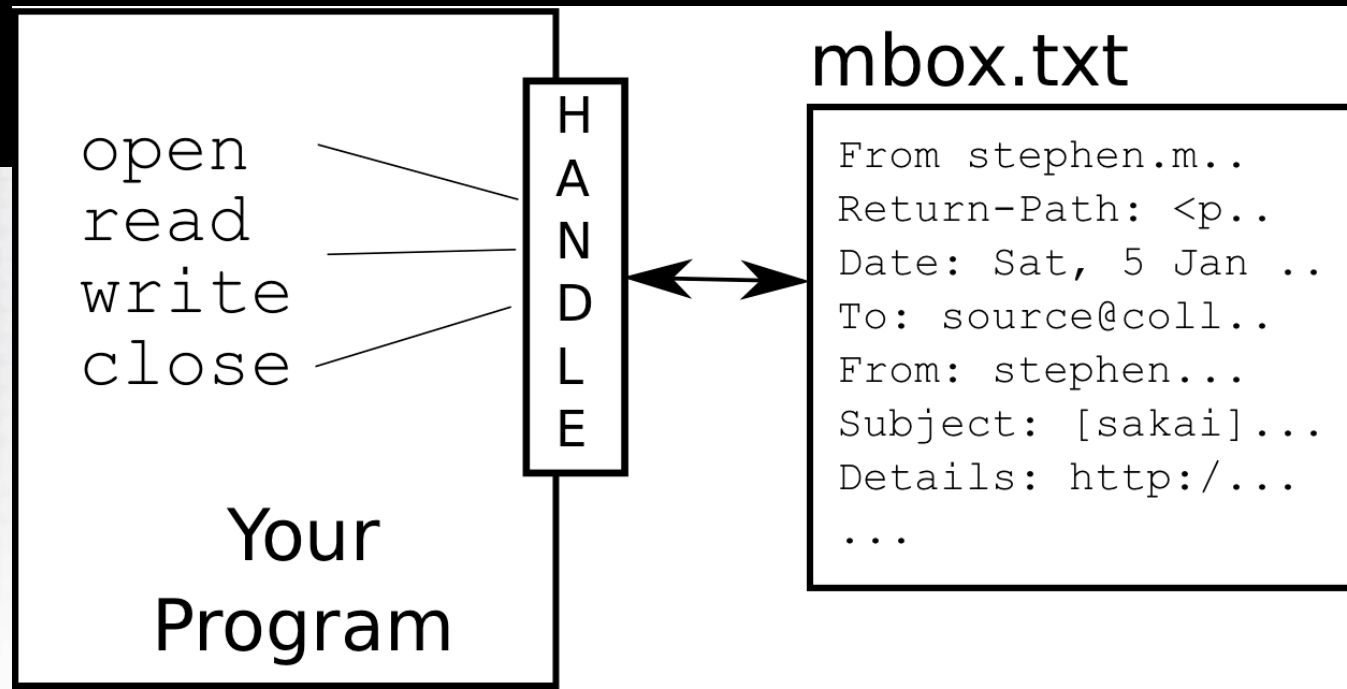 open
read
write
close
Your
Program
H
A
N
D
L
E
mbox.txt
From stephen.m..
Return-Path: <p..
Date: Sat, 5 Jan ..
To: source@coll..
From: stephen...
Subject: [sakai]...
Details: http:/...
...